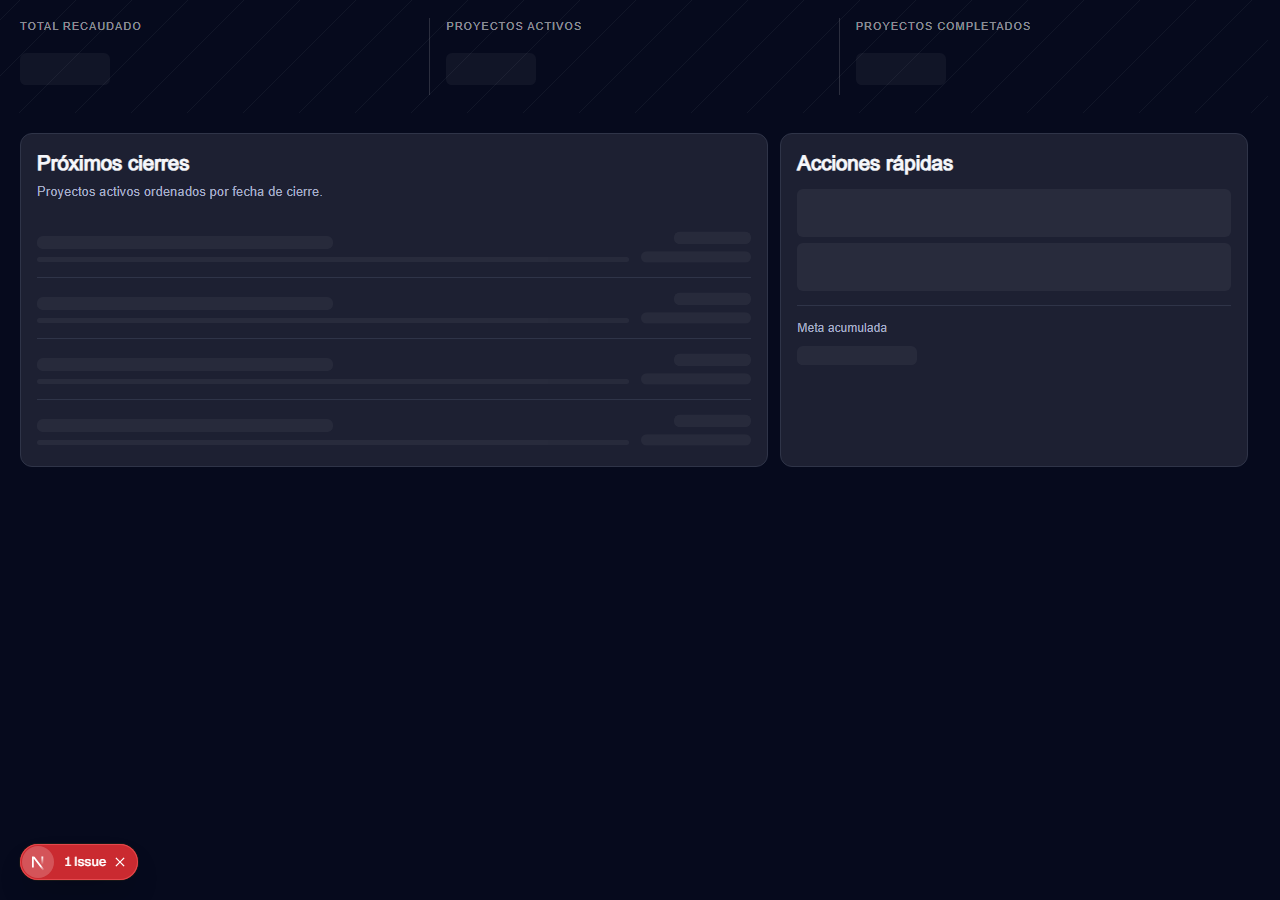 TOTAL RECAUDADO
PROYECTOS ACTIVOS
PROYECTOS COMPLETADOS
Próximos cierres
Proyectos activos ordenados por fecha de cierre.
Acciones rápidas
Meta acumulada
N 1 Issue